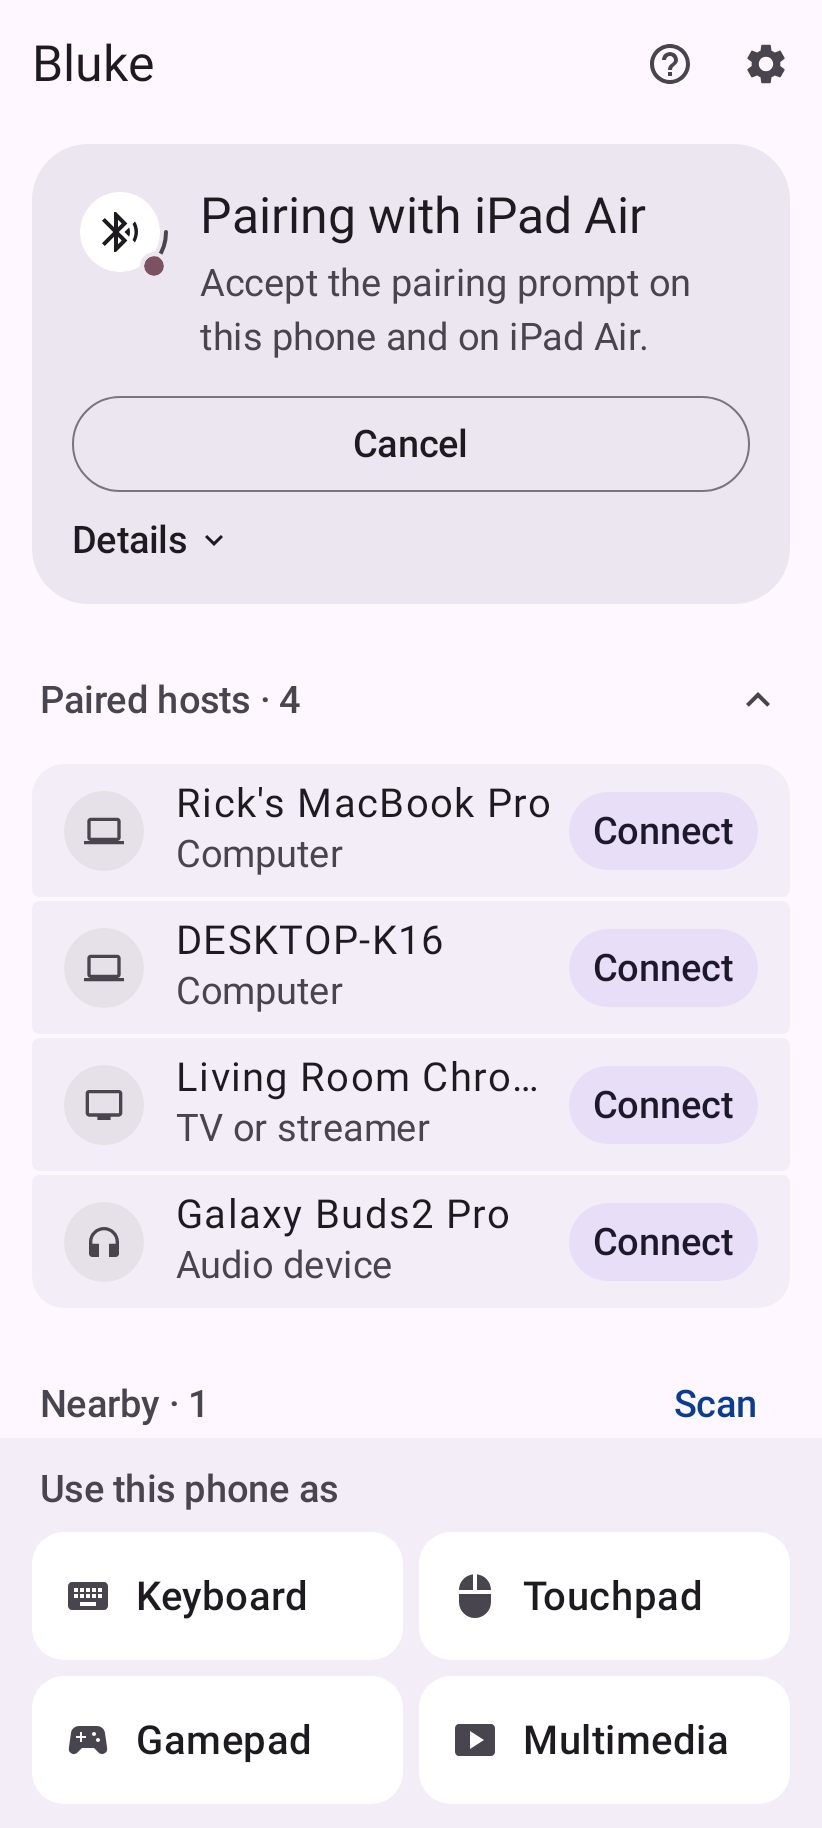 Bluke
Pairing with iPad Air
Accept the pairing prompt on
this phone and on iPad Air.
Cancel
Details
Paired hosts · 4
Rick's MacBook Pro
Computer
Connect
DESKTOP-K16
Computer
Connect
Living Room Chro...
TV or streamer
Connect
Galaxy Buds2 Pro
Audio device
Connect
Nearby · 1
Scan
Use this phone as
Keyboard
Touchpad
Gamepad
Multimedia